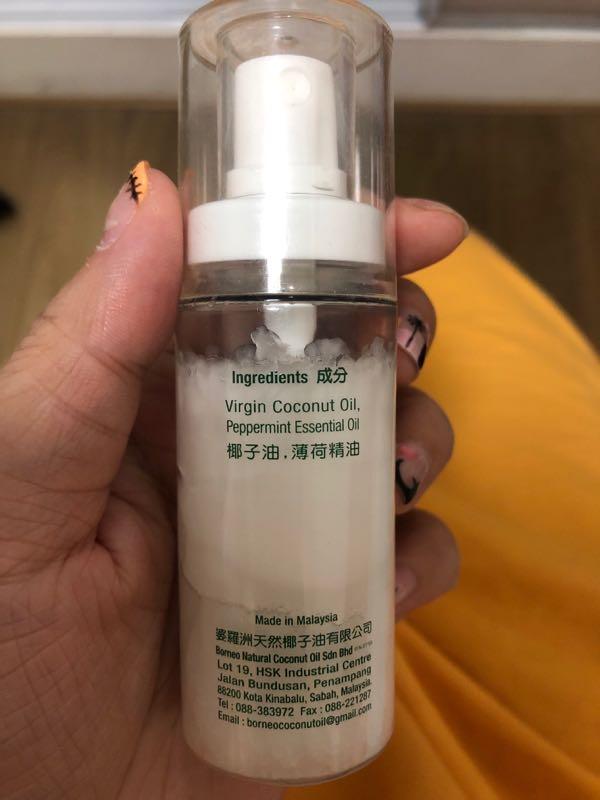 Ingredients 成分
Virgin Coconut Oil,
Peppermint Essential Oil
椰子油．薄荷精油
Made in Malaysia
婆羅洲天然椰子油有限公司
Borneo Natural Coconut Oil Sdn Bhd
Lot 19, HSK Industrial Centre
Jalan Bundusan, Penampang
88200 Kota Kinabalu, Sabah, Malaysia.
Tel : 088-383972 Fax : 088-221287
Email : borneococonutoil@gmail.com